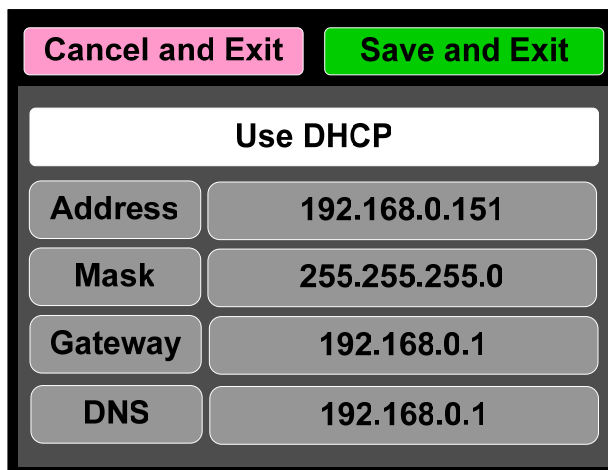 Cancel and Exit Save and Exit
Use DHCP
Address 192.168.0.151
Mask 255.255.255.0
Gateway 192.168.0.1
DNS 192.168.0.1